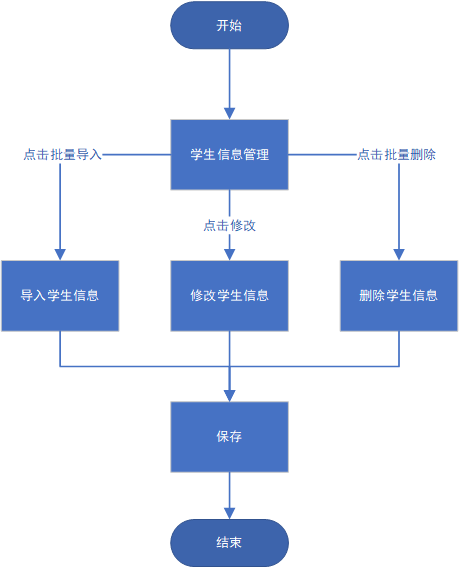 开始
点击批量导入
学生信息管理
点击批量删除
点击修改
导入学生信息
修改学生信息
删除学生信息
保存
结束